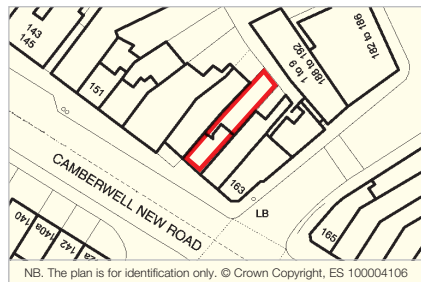 143
145
151
1 to 9
188 to 192
182 to 186
CAMBERWELL NEW ROAD
163
LB
165
140
140a
142
2a
NB. The plan is for identification only. © Crown Copyright, ES 100004106